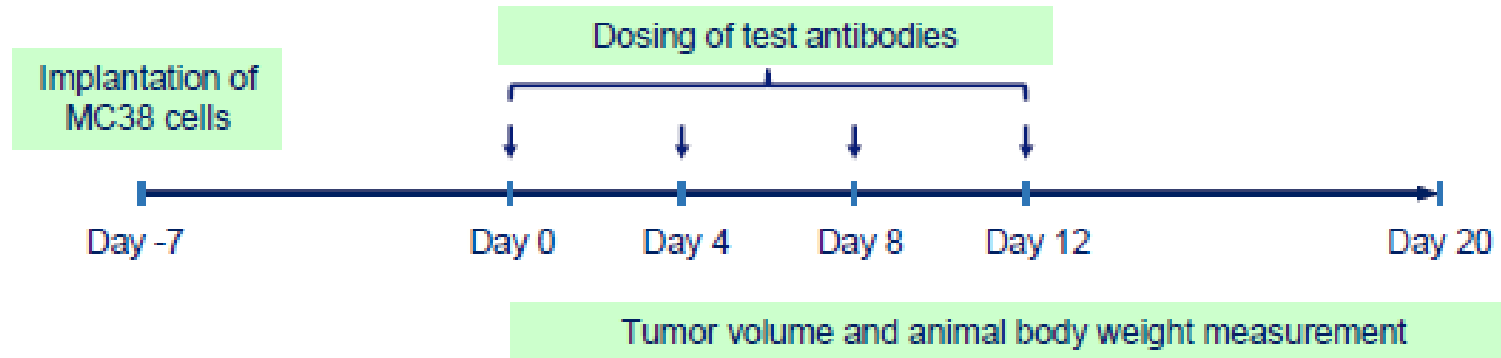 Dosing of test antibodies
Implantation of
MC38 cells
Day -7
Day 0
Day 4
Day 8
Day 12
Day 20
Tumor volume and animal body weight measurement